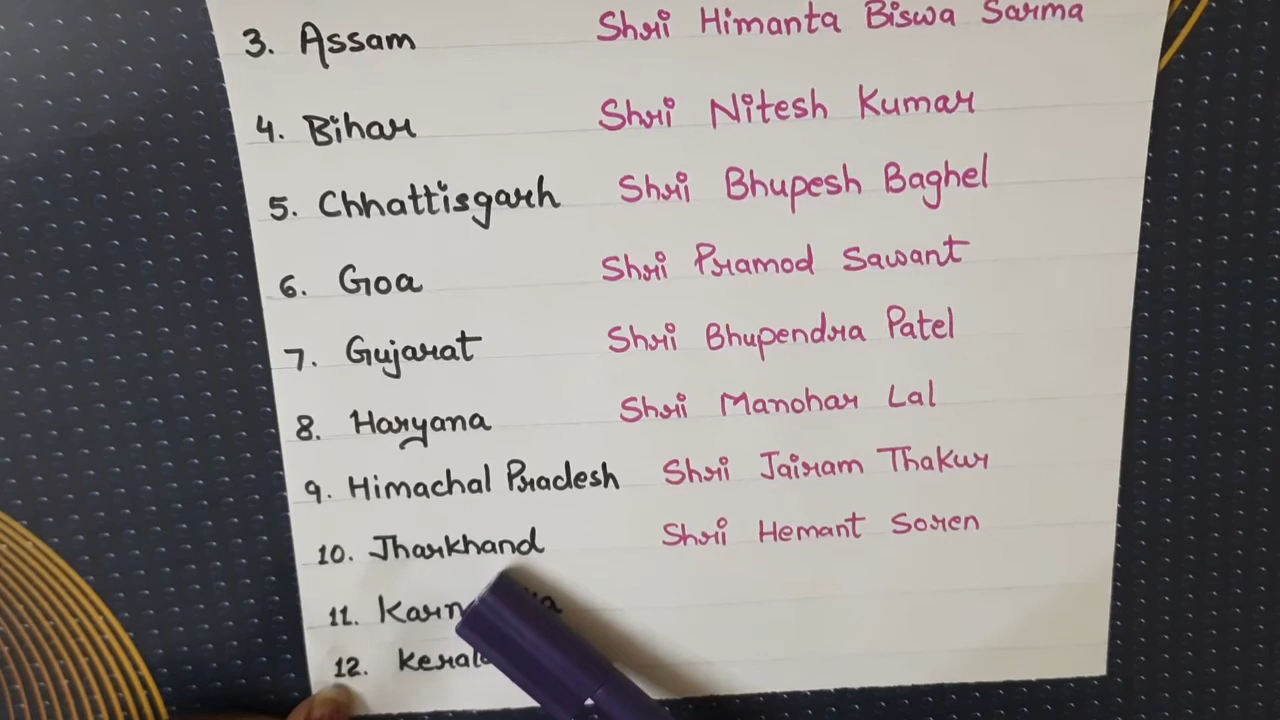 3. Assam Shri Himanta Biswa Sarma
4. Bihar Shri Nitesh Kumar
5. Chhattisgarh Shri Bhupesh Baghel
6. Goa Shri Pramod Sawant
7. Gujarat Shri Bhupendra Patel
8. Haryana Shri Manohar Lal
9. Himachal Pradesh Shri Jairam Thakur
10. Jharkhand Shri Hemant Soren
11.
12.